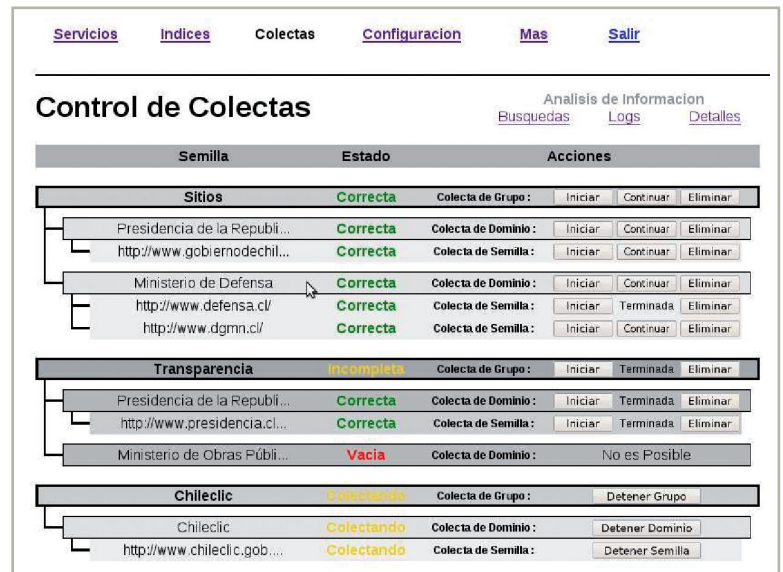 Servicios Indices Colectas Configuracion Mas Salir
Control de Colectas
Analisis de Informacion
Busquedas Logs Detalles
Semilla Estado Acciones
Sitios Correcta Colecta de Grupo : Iniciar Continuar Eliminar
Presidencia de la Republi... Correcta Colecta de Dominio : Iniciar Continuar Eliminar
http://www.gobiernodechil... Correcta Colecta de Semilla : Iniciar Continuar Eliminar
Ministerio de Defensa Correcta Colecta de Dominio : Iniciar Continuar Eliminar
http://www.defensa.cl/ Correcta Colecta de Semilla : Iniciar Terminada Eliminar
http://www.dgmn.cl/ Correcta Colecta de Semilla : Iniciar Continuar Eliminar
Transparencia Incompleta Colecta de Grupo : Iniciar Terminada Eliminar
Presidencia de la Republi... Correcta Colecta de Dominio : Iniciar Terminada Eliminar
http://www.presidencia.cl... Correcta Colecta de Semilla : Iniciar Terminada Eliminar
Ministerio de Obras Públi... Vacia Colecta de Dominio : No es Posible
Chileclic Colectando Colecta de Grupo : Detener Grupo
Chileclic Colectando Colecta de Dominio : Detener Dominio
http://www.chileclic.gob.... Colectando Colecta de Semilla : Detener Semilla